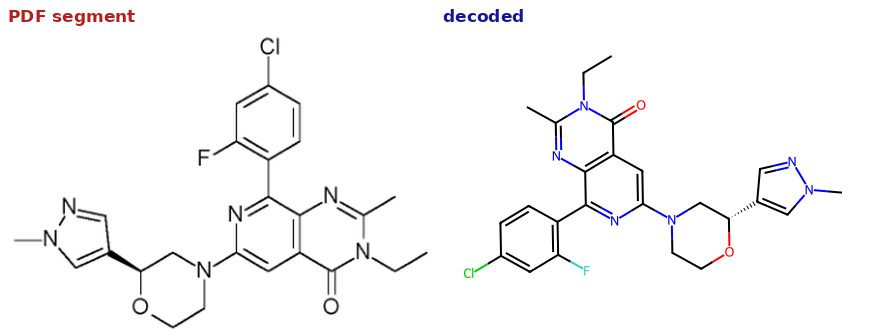 PDF segment decoded
Cl
F
N N
N
N N N
O O
N
O
N
N N
N N
N
O
Cl F